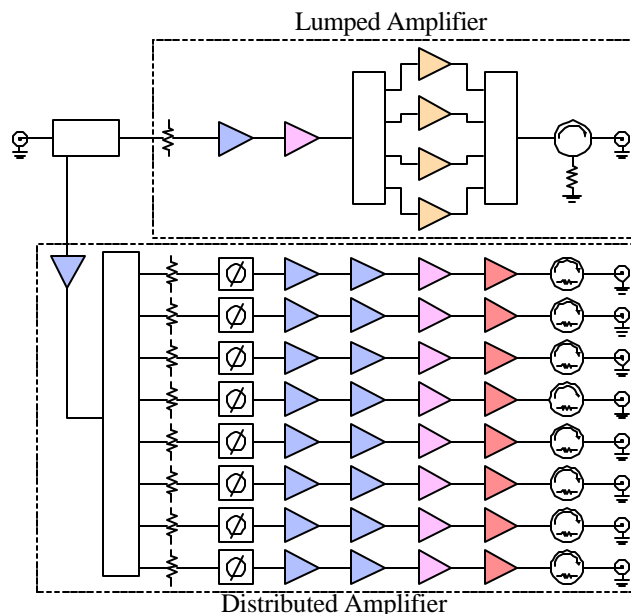 Lumped Amplifier
ϕ
ϕ
ϕ
ϕ
ϕ
ϕ
ϕ
ϕ
Distributed Amplifier